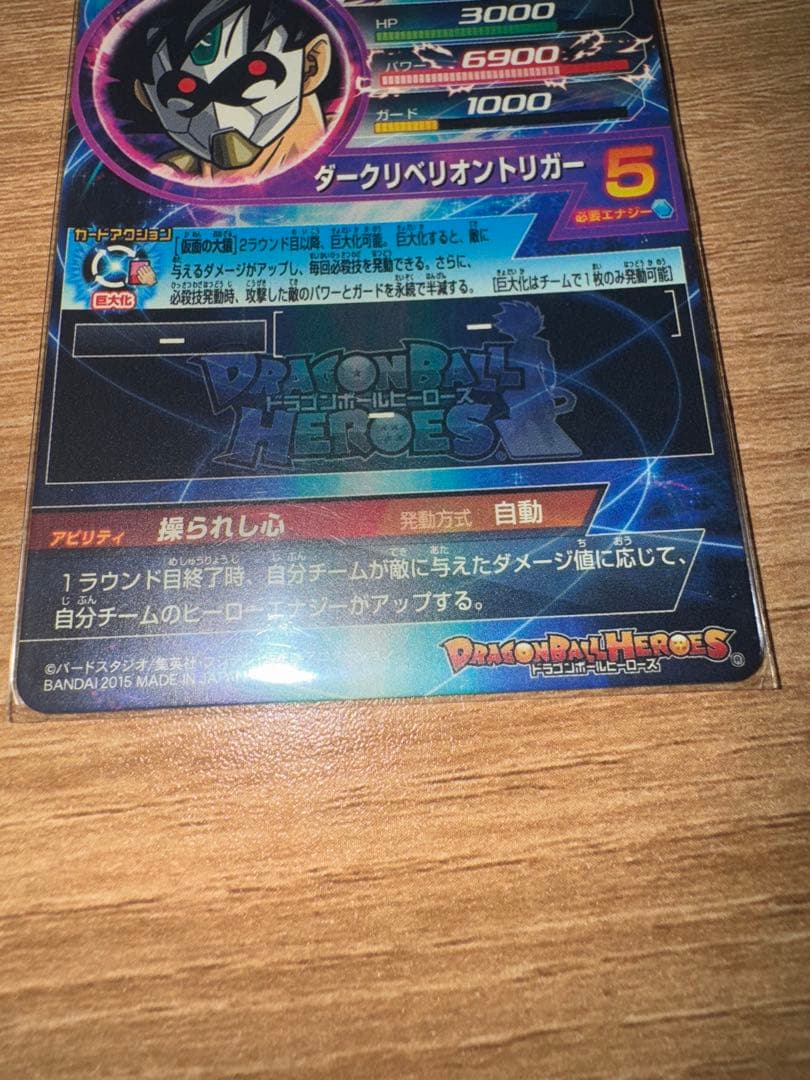 HP 3000
パワー 6900
ガード 1000
ダークリベリオントリガー 5
必要エナジー
カードアクション
巨大化
[仮面の大猿]2ラウンド目以降、巨大化可能。巨大化すると、敵に
与えるダメージがアップし、毎回必殺技を発動できる。さらに、
必殺技発動時、攻撃した敵のパワーとガードを永続で半減する。 [巨大化はチームで1枚のみ発動可能]
ー
ー
ー
DRAGON BALL
ドラゴンボールヒーローズ
HEROES
アビリティ 操られし心 発動方式 自動
1ラウンド目終了時、自分チームが敵に与えたダメージ値に応じて、
自分チームのヒーローエナジーがアップする。
DRAGONBALL HEROES
ドラゴンボールヒーローズ
©バードスタジオ/集英社
BANDAI 2015 MADE IN JAPAN